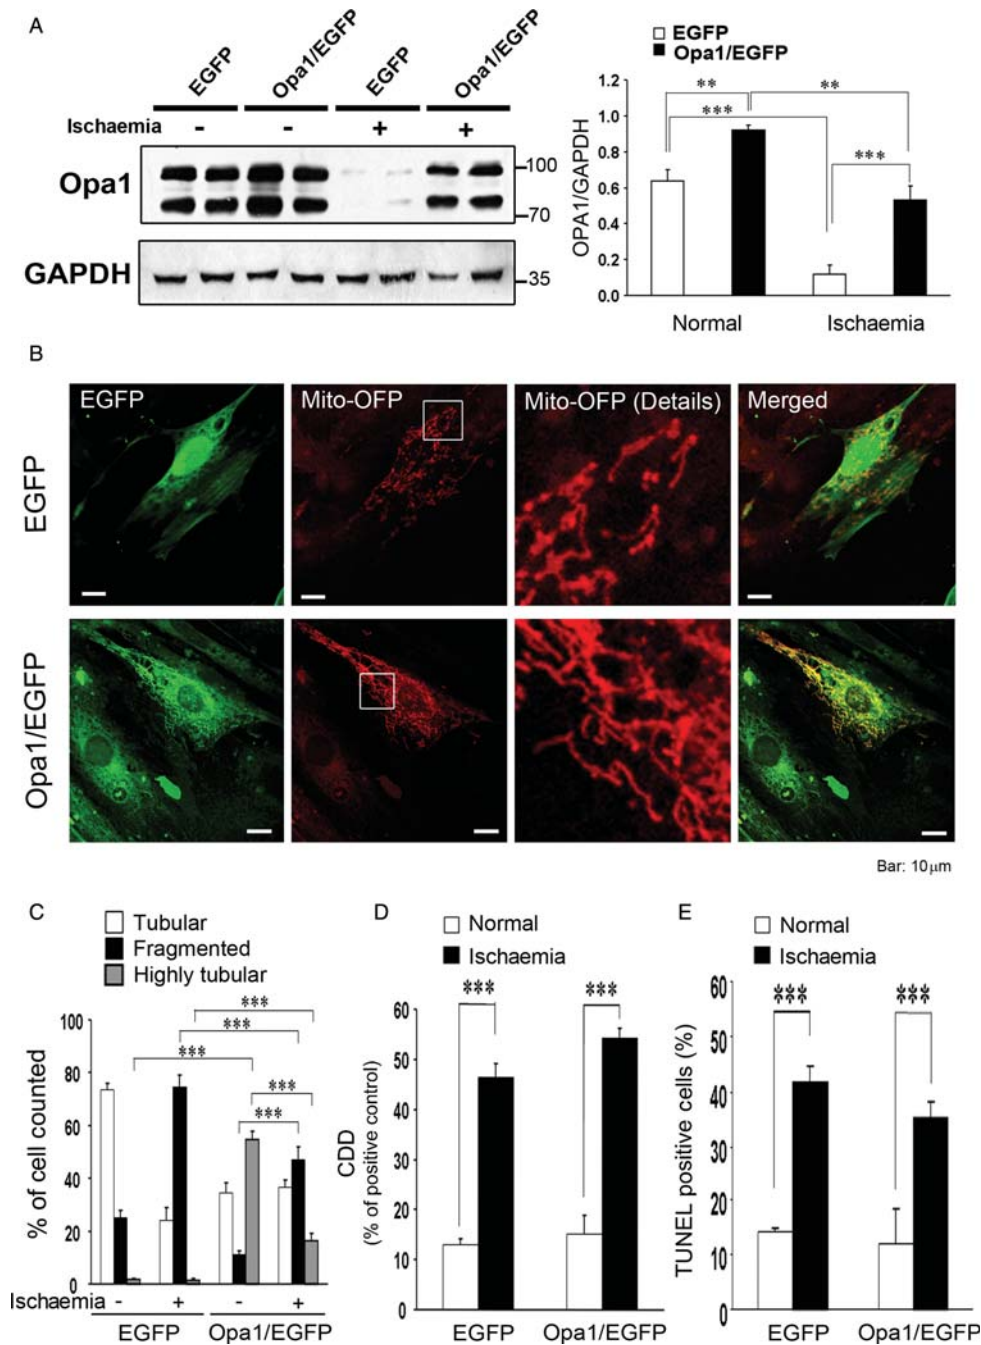 A
EGFP Opa1/EGFP EGFP Opa1/EGFP
Ischaemia - - + +
Opa1
100
70
GAPDH
35
EGFP
Opa1/EGFP
OPA1/GAPDH
1.2
1.0
0.8
0.6
0.4
0.2
0.0
** ** *** ***
Normal Ischaemia
B
EGFP Mito-OFP Mito-OFP (Details) Merged
EGFP
Opa1/EGFP
Bar: 10μm
C
Tubular
Fragmented
Highly tubular
% of cell counted
100
80
60
40
20
0
***
***
***
***
***
Ischaemia - + - +
EGFP Opa1/EGFP
D
Normal
Ischaemia
CDD
(% of positive control)
60
50
40
30
20
10
0
*** ***
EGFP Opa1/EGFP
E
Normal
Ischaemia
TUNEL positive cells (%)
60
50
40
30
20
10
0
*** ***
EGFP Opa1/EGFP